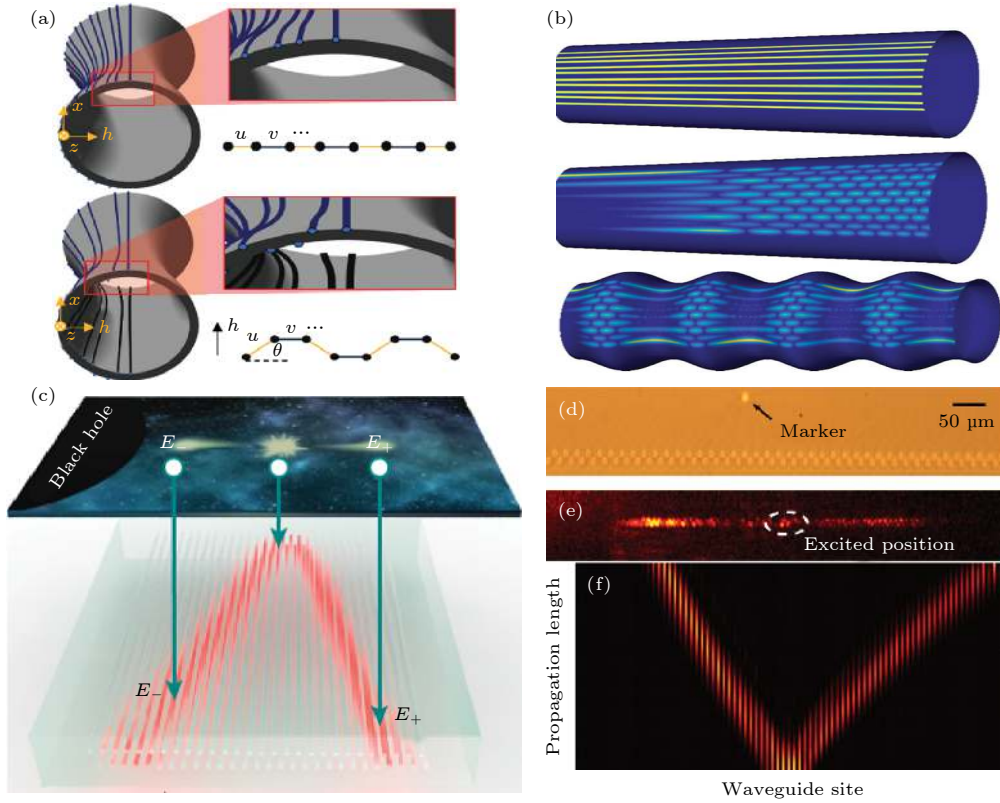 (a)
x
h
z
u v ...
x
h
z
h
u v ...
θ
(b)
(c)
Black hole
E₋
E₊
E₋
E₊
(d)
50 µm
Marker
(e)
Excited position
(f)
Propagation length
Waveguide site